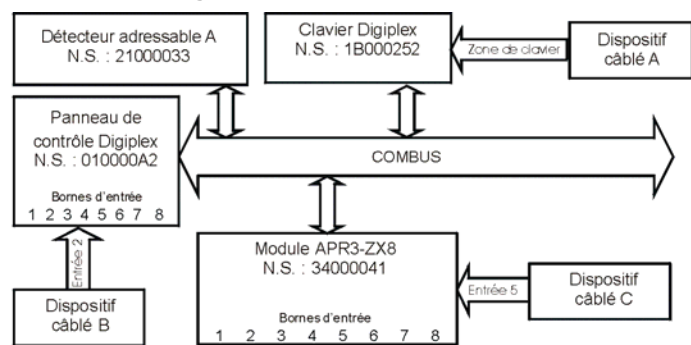 Détecteur adressable A
N.S. : 21000033
Clavier Digiplex
N.S. : 1B000252
Zone de clavier
Dispositif
câblé A
Panneau de
contrôle Digiplex
N.S. : 010000A2
Bornes d'entrée
1 2 3 4 5 6 7 8
COMBUS
Entrée 2
Dispositif
câblé B
Module APR3-ZX8
N.S. : 34000041
Bornes d'entrée
1 2 3 4 5 6 7 8
Entrée 5
Dispositif
câblé C